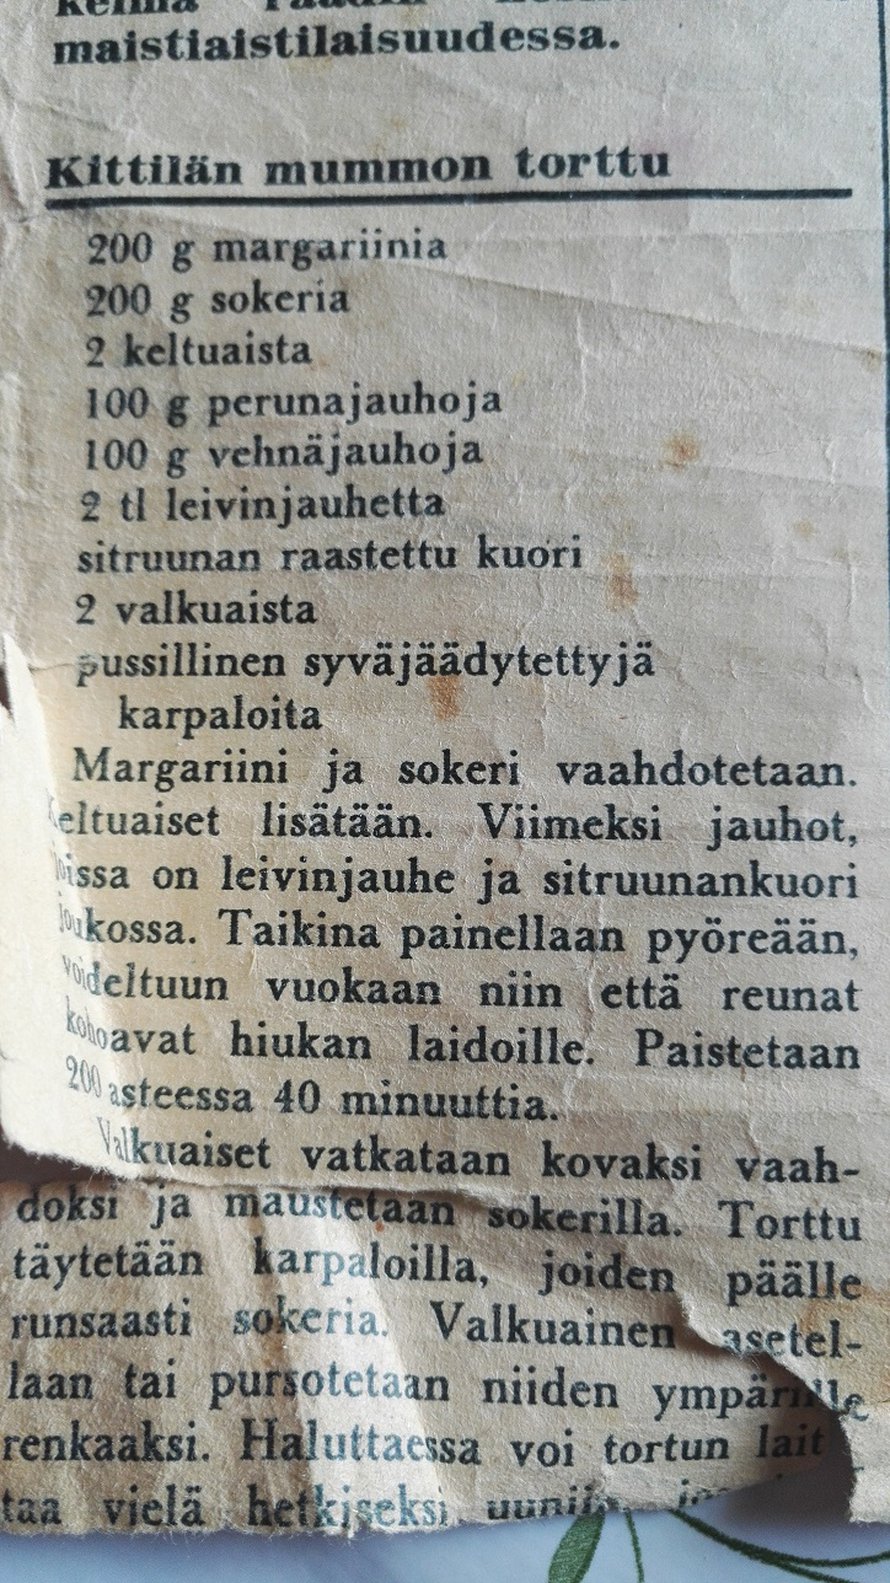 maistiaistilaisuudessa.
Kittilän mummon torttu
200 g margariinia
200 g sokeria
2 keltuaista
100 g perunajauhoja
100 g vehnäjauhoja
2 tl leivinjauhetta
sitruunan raastettu kuori
2 valkuaista
pussillinen syväjäädytettyjä
karpaloita
Margariini ja sokeri vaahdotetaan.
Keltuaiset lisätään. Viimeksi jauhot,
joissa on leivinjauhe ja sitruunankuori
joukossa. Taikina painellaan pyöreään,
voideltuun vuokaan niin että reunat
kohoavat hiukan laidoille. Paistetaan
200 asteessa 40 minuuttia.
Valkuaiset vatkataan kovaksi vaah-
doksi ja maustetaan sokerilla. Torttu
täytetään karpaloilla, joiden päälle
runsaasti sokeria. Valkuainen asetel-
laan tai pursotetaan niiden ympärille
renkaaksi. Haluttaessa voi tortun lait
taa vielä hetkiseksi uuniin,